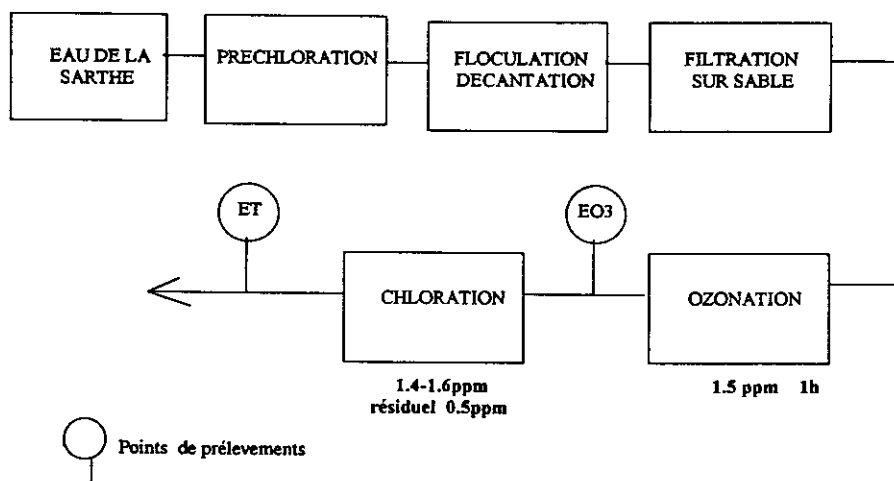 EAU DE LA
SARTHE
PRECHLORATION
FLOCULATION
DECANTATION
FILTRATION
SUR SABLE
ET
EO3
CHLORATION
OZONATION
1.4-1.6ppm
résiduel 0.5ppm
1.5 ppm 1h
Points de prélevements